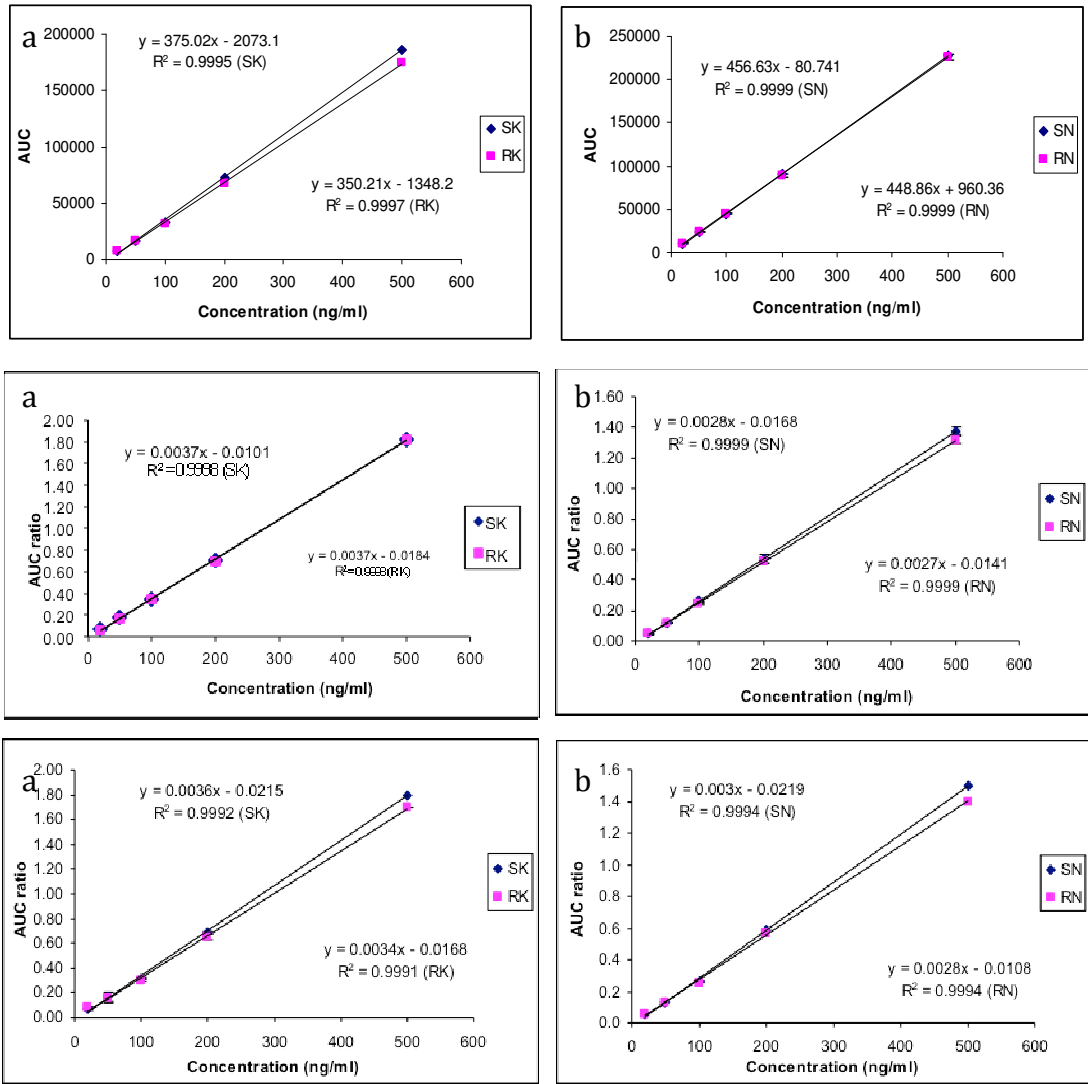 a
y = 375.02x - 2073.1
R² = 0.9995 (SK)
y = 350.21x - 1348.2
R² = 0.9997 (RK)
200000
150000
100000
50000
0
0 100 200 300 400 500 600
AUC
Concentration (ng/ml)
SK
RK
b
y = 456.63x - 80.741
R² = 0.9999 (SN)
y = 448.86x + 960.36
R² = 0.9999 (RN)
250000
200000
150000
100000
50000
0
0 100 200 300 400 500 600
AUC
Concentration (ng/ml)
SN
RN
a
y = 0.0037x - 0.0101
R² = (SK)
y = 0.0037x - 0.0184
R² = (RK)
2.00
1.80
1.60
1.40
1.20
1.00
0.80
0.60
0.40
0.20
0.00
0 100 200 300 400 500 600
AUC ratio
Concentration (ng/ml)
SK
RK
b
y = 0.0028x - 0.0168
R² = 0.9999 (SN)
y = 0.0027x - 0.0141
R² = 0.9999 (RN)
1.60
1.40
1.20
1.00
0.80
0.60
0.40
0.20
0.00
0 100 200 300 400 500 600
AUC ratio
Concentration (ng/ml)
SN
RN
a
y = 0.0036x - 0.0215
R² = 0.9992 (SK)
y = 0.0034x - 0.0168
R² = 0.9991 (RK)
2.00
1.80
1.60
1.40
1.20
1.00
0.80
0.60
0.40
0.20
0.00
0 100 200 300 400 500 600
AUC ratio
Concentration (ng/ml)
SK
RK
b
y = 0.003x - 0.0219
R² = 0.9994 (SN)
y = 0.0028x - 0.0108
R² = 0.9994 (RN)
1.6
1.4
1.2
1.0
0.8
0.6
0.4
0.2
0.0
0 100 200 300 400 500 600
AUC ratio
Concentration (ng/ml)
SN
RN